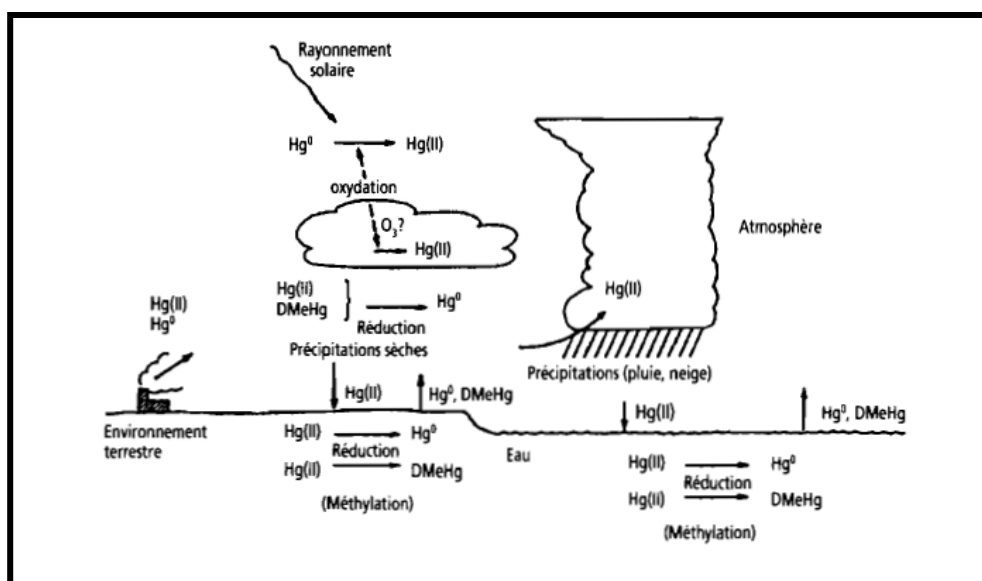 Rayonnement
solaire
Hg⁰ Hg(II)
oxydation
O₃?
Hg(II)
Atmosphère
Hg(II)
Hg(II)
DMeHg
Hg⁰
Réduction
Précipitations sèches
Hg(II)
Hg⁰
Précipitations (pluie, neige)
Hg(II)
Hg⁰, DMeHg
Hg(II)
Hg⁰, DMeHg
Environnement
terrestre
Hg(II) Hg⁰
Réduction
Hg(II) DMeHg
(Méthylation)
Eau
Hg(II) Hg⁰
Réduction
Hg(II) DMeHg
(Méthylation)